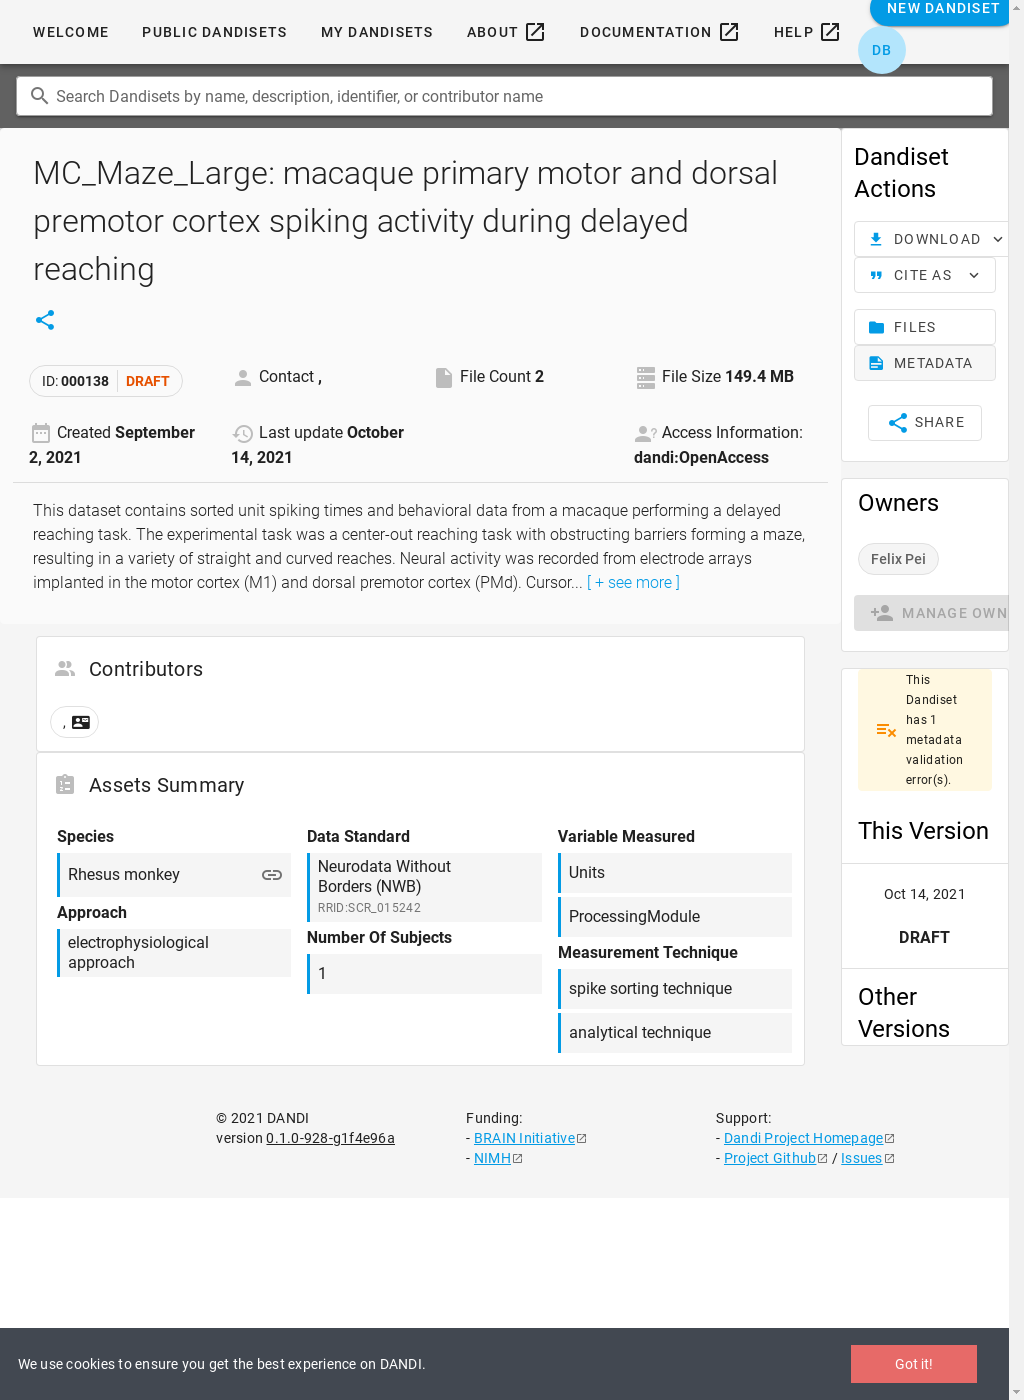 WELCOME
PUBLIC DANDISETS
MY DANDISETS
ABOUT
DOCUMENTATION
HELP
NEW DANDISET
DB
Search Dandisets by name, description, identifier, or contributor name
MC_Maze_Large: macaque primary motor and dorsal
premotor cortex spiking activity during delayed
reaching
ID: 000138 DRAFT
Contact ,
File Count 2
File Size 149.4 MB
Created September
2, 2021
Last update October
14, 2021
Access Information:
dandi:OpenAccess
This dataset contains sorted unit spiking times and behavioral data from a macaque performing a delayed
reaching task. The experimental task was a center-out reaching task with obstructing barriers forming a maze,
resulting in a variety of straight and curved reaches. Neural activity was recorded from electrode arrays
implanted in the motor cortex (M1) and dorsal premotor cortex (PMd). Cursor... [ + see more ]
Contributors
,
Assets Summary
Species
Rhesus monkey
Approach
electrophysiological
approach
Data Standard
Neurodata Without
Borders (NWB)
RRID:SCR_015242
Number Of Subjects
1
Variable Measured
Units
ProcessingModule
Measurement Technique
spike sorting technique
analytical technique
Dandiset
Actions
DOWNLOAD
CITE AS
FILES
METADATA
SHARE
Owners
Felix Pei
MANAGE OWN
This
Dandiset
has 1
metadata
validation
error(s).
This Version
Oct 14, 2021
DRAFT
Other
Versions
© 2021 DANDI
version 0.1.0-928-g1f4e96a
Funding:
- BRAIN Initiative
- NIMH
Support:
- Dandi Project Homepage
- Project Github / Issues
We use cookies to ensure you get the best experience on DANDI.
Got it!